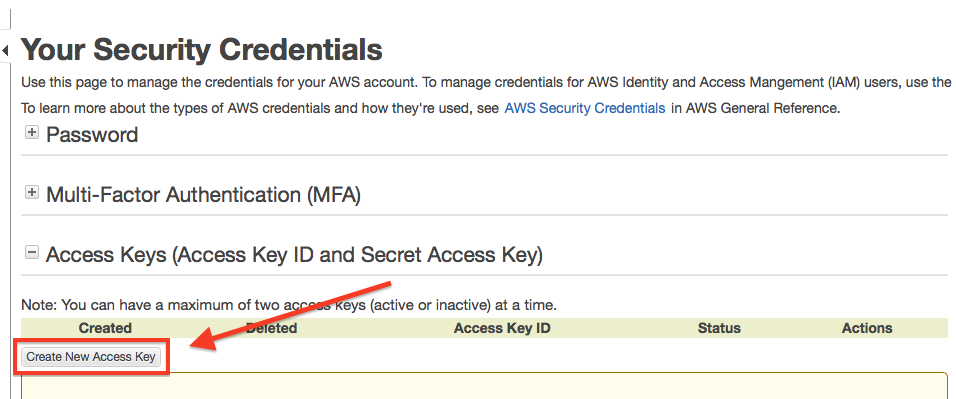 Your Security Credentials
Use this page to manage the credentials for your AWS account. To manage credentials for AWS Identity and Access Mangement (IAM) users, use the
To learn more about the types of AWS credentials and how they're used, see AWS Security Credentials in AWS General Reference.
Password
Multi-Factor Authentication (MFA)
Access Keys (Access Key ID and Secret Access Key)
Note: You can have a maximum of two access keys (active or inactive) at a time.
Created Deleted Access Key ID Status Actions
Create New Access Key